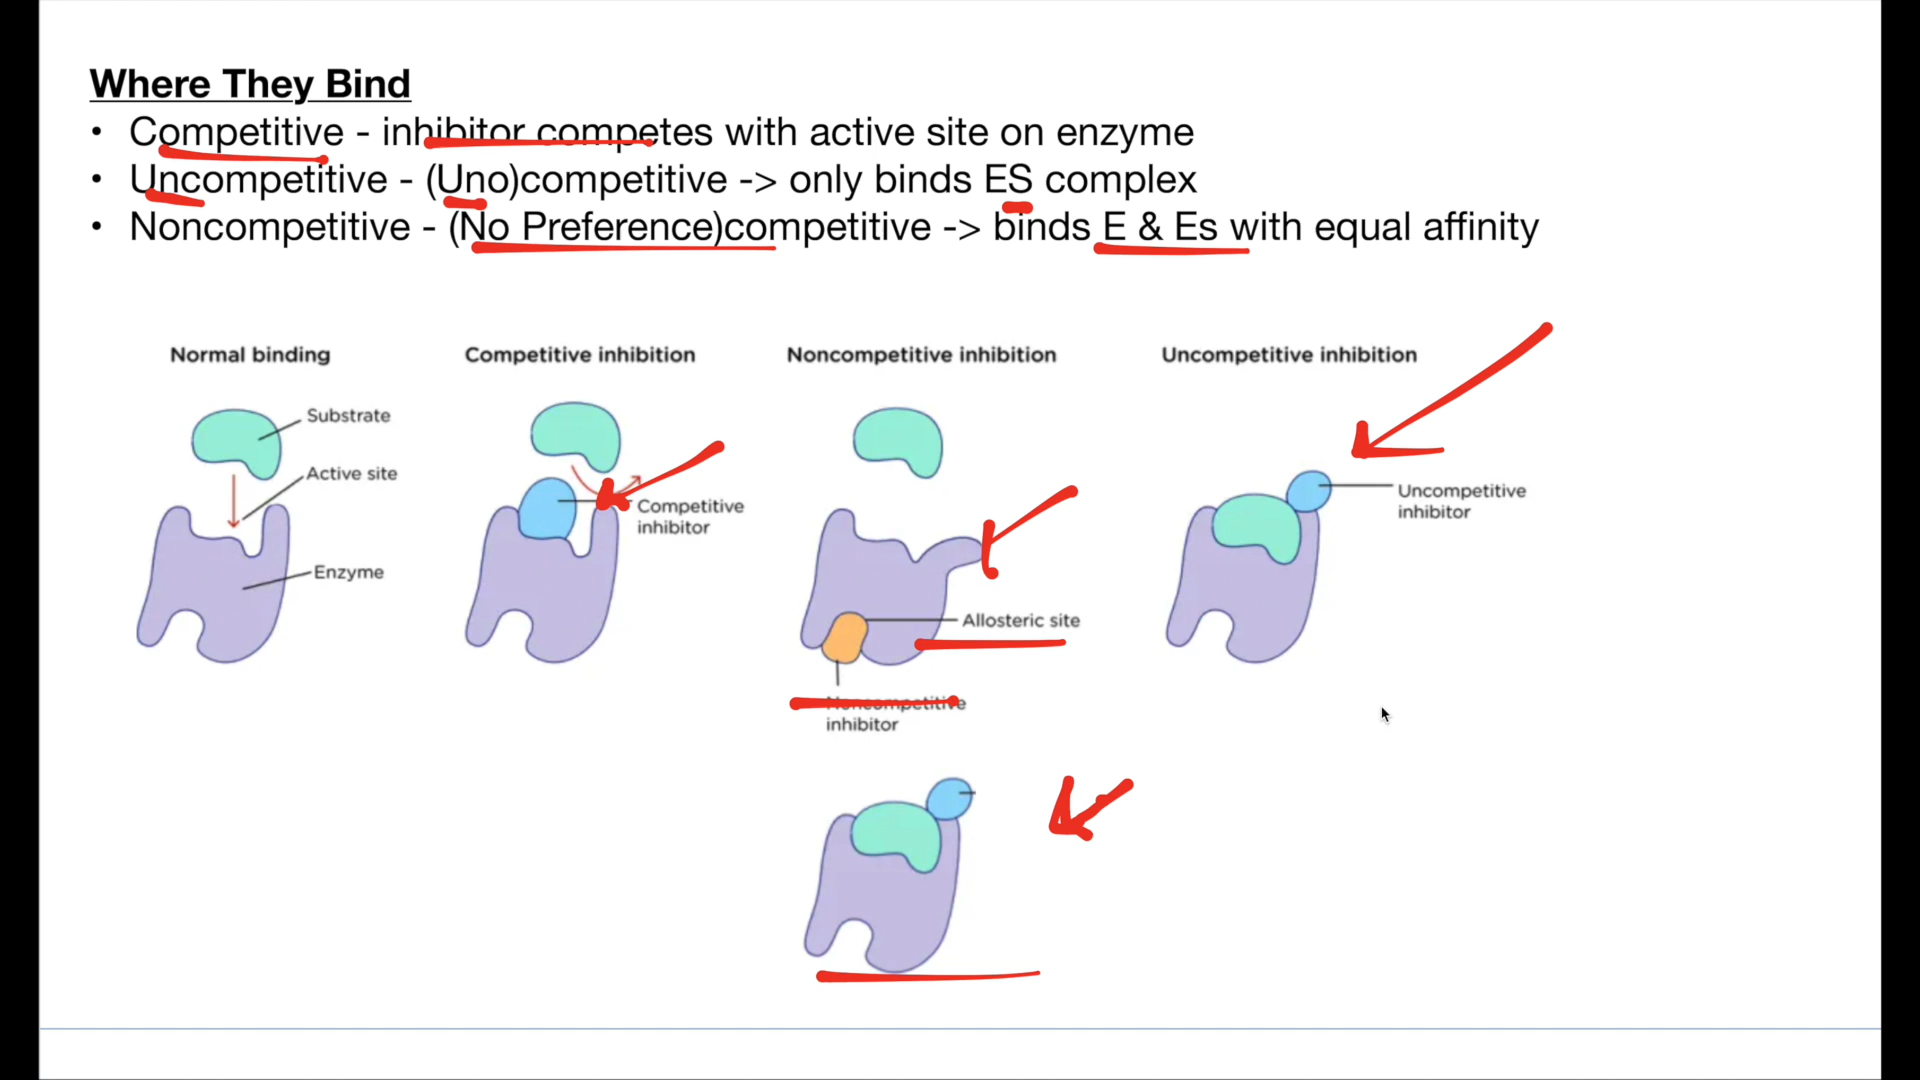 Where They Bind
• Competitive - inhibitor competes with active site on enzyme
• Uncompetitive - (Uno)competitive -> only binds ES complex
• Noncompetitive - (No Preference)competitive -> binds E & Es with equal affinity
Normal binding
Substrate
Active site
Enzyme
Competitive inhibition
Competitive
inhibitor
Noncompetitive inhibition
Allosteric site
Noncompetitive
inhibitor
Uncompetitive inhibition
Uncompetitive
inhibitor